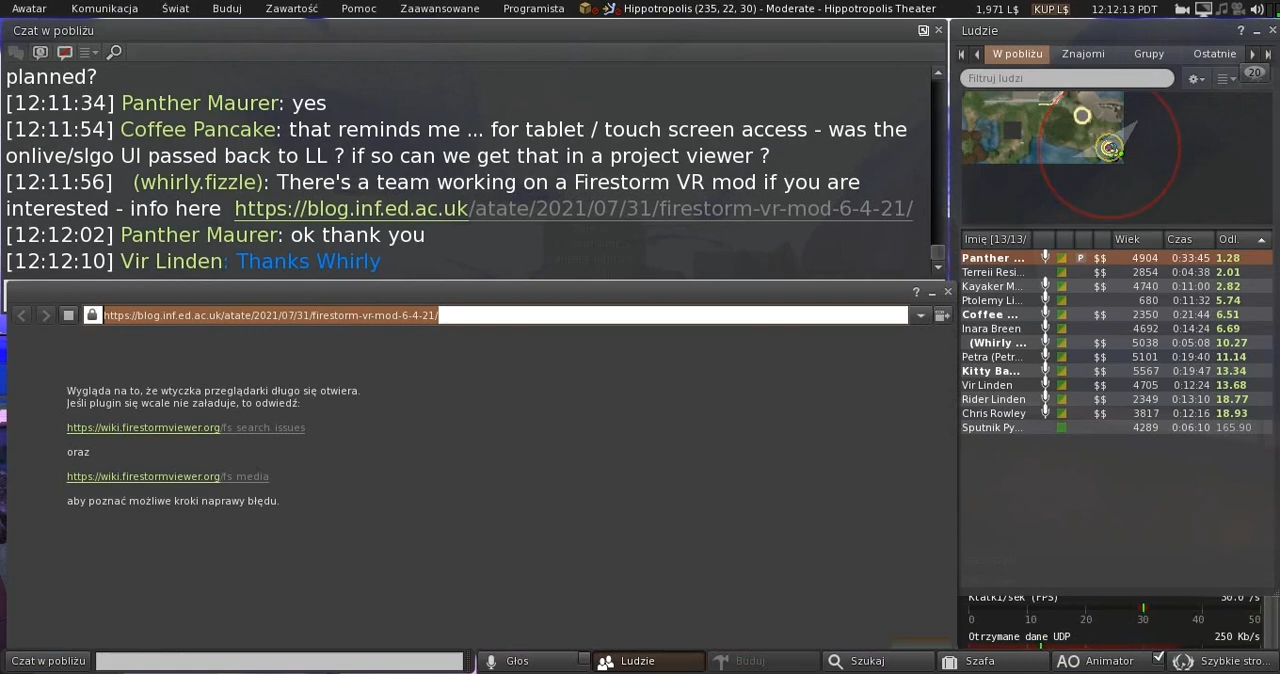 Awatar Komunikacja Świat Buduj Zawartość Pomoc Zaawansowane Programista Hippotropolis (235, 22, 30) - Moderate - Hippotropolis Theater 1,971 L$ KUP L$ 12:12:13 PDT
Czat w pobliżu
planned?
[12:11:34] Panther Maurer: yes
[12:11:54] Coffee Pancake: that reminds me ... for tablet / touch screen access - was the
onlive/slgo UI passed back to LL ? if so can we get that in a project viewer ?
[12:11:56] (whirly.fizzle): There's a team working on a Firestorm VR mod if you are
interested - info here https://blog.inf.ed.ac.uk/atate/2021/07/31/firestorm-vr-mod-6-4-21/
[12:12:02] Panther Maurer: ok thank you
[12:12:10] Vir Linden: Thanks Whirly
https://blog.inf.ed.ac.uk/atate/2021/07/31/firestorm-vr-mod-6-4-21/
Wygląda na to, że wtyczka przeglądarki długo się otwiera.
Jeśli plugin się wcale nie załaduje, to odwiedź:
https://wiki.firestormviewer.org/fs_search_issues
oraz
https://wiki.firestormviewer.org/fs_media
aby poznać możliwe kroki naprawy błędu.
Ludzie
W pobliżu Znajomi Grupy Ostatnie
Filtruj ludzi
20
Imię [13/13/ Wiek Czas Odl.
Panther ... P $$ 4904 0:33:45 1.28
Terreii Resi... 2854 0:04:38 2.01
Kayaker M... $$ 4740 0:11:00 2.82
Ptolemy Li... 680 0:11:32 5.74
Coffee ... $$ 2350 0:21:44 6.51
Inara Breen 4692 0:14:24 6.69
(Whirly ... $$ 5038 0:05:08 10.27
Petra (Petr... $$ 5101 0:19:40 11.14
Kitty Ba... $$ 5567 0:19:47 13.34
Vir Linden $$ 4705 0:12:24 13.68
Rider Linden $$ 2349 0:13:10 18.77
Chris Rowley $$ 3817 0:12:16 18.93
Sputnik Py... 4289 0:06:10 165.90
Klatki/sek (FPS) 30.0 /s
0 10 20 30 40 50
Otrzymane dane UDP 250 Kb/s
Czat w pobliżu Głos Ludzie Buduj Szukaj Szafa AO Animator Szybkie stro...